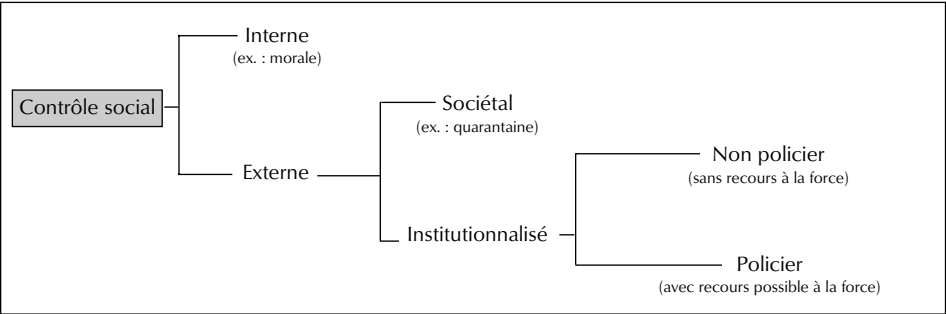 Interne
(ex. : morale)
Contrôle social
Sociétal
(ex. : quarantaine)
Externe
Non policier
(sans recours à la force)
Institutionnalisé
Policier
(avec recours possible à la force)